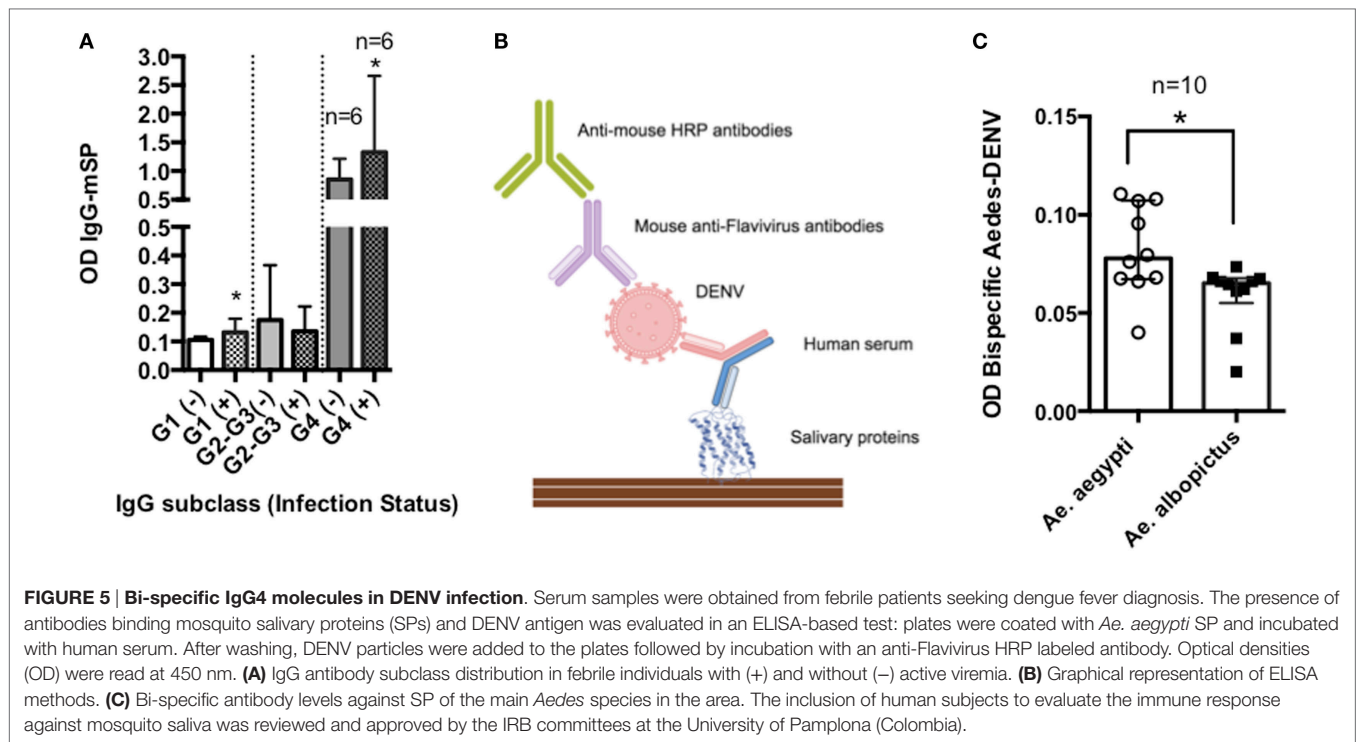 A
n=6
*
n=6
3.0
2.5
2.0
1.5
1.0
0.5
0.5
0.4
0.3
0.2
0.1
0.0
*
OD IgG-mSP
G1 (-)
G1 (+)
G2-G3(-)
G2-G3 (+)
G4 (-)
G4 (+)
IgG subclass (Infection Status)
B
Anti-mouse HRP antibodies
Mouse anti-Flavivirus antibodies
DENV
Human serum
Salivary proteins
C
n=10
*
0.15
0.10
0.05
0.00
OD Bispecific Aedes-DENV
Ae. aegypti
Ae. albopictus
FIGURE 5 | Bi-specific IgG4 molecules in DENV infection. Serum samples were obtained from febrile patients seeking dengue fever diagnosis. The presence of
antibodies binding mosquito salivary proteins (SPs) and DENV antigen was evaluated in an ELISA-based test: plates were coated with Ae. aegypti SP and incubated
with human serum. After washing, DENV particles were added to the plates followed by incubation with an anti-Flavivirus HRP labeled antibody. Optical densities
(OD) were read at 450 nm. (A) IgG antibody subclass distribution in febrile individuals with (+) and without (−) active viremia. (B) Graphical representation of ELISA
methods. (C) Bi-specific antibody levels against SP of the main Aedes species in the area. The inclusion of human subjects to evaluate the immune response
against mosquito saliva was reviewed and approved by the IRB committees at the University of Pamplona (Colombia).